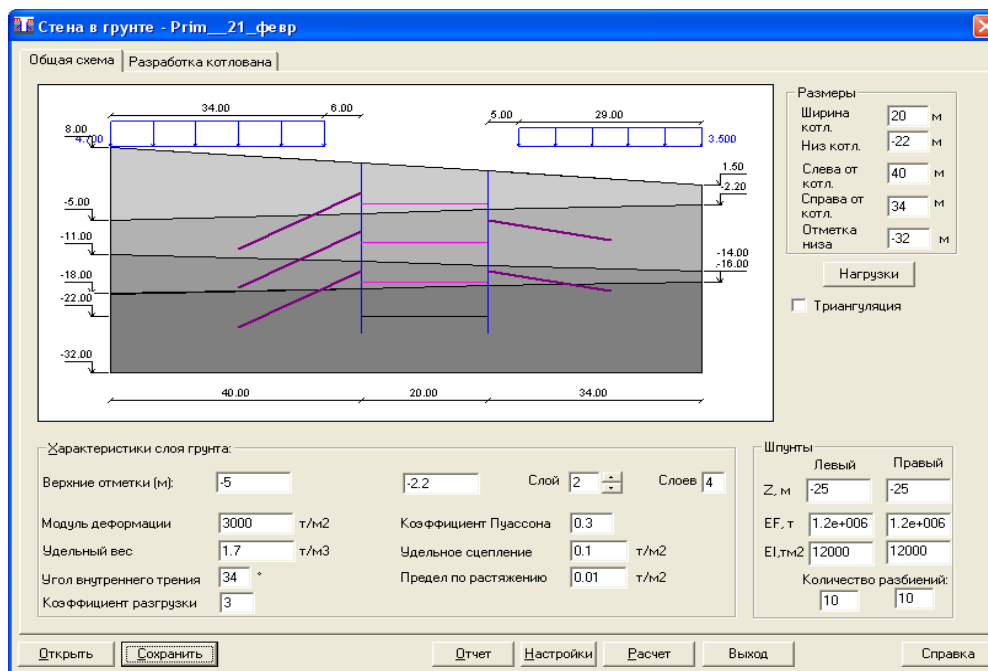 Стена в грунте - Prim__21_февр
Общая схема
Разработка котлована
34.00
6.00
5.00
29.00
8.00
4.700
3.500
1.50
-2.20
-5.00
-11.00
-14.00
-16.00
-18.00
-22.00
-32.00
40.00
20.00
34.00
Размеры
Ширина котл. 20 м
Низ котл. -22 м
Слева от котл. 40 м
Справа от котл. 34 м
Отметка низа -32 м
Нагрузки
Триангуляция
Характеристики слоя грунта:
Верхние отметки (м): -5 -2.2 Слой 2 Слоев 4
Модуль деформации 3000 т/м2 Коэффициент Пуассона 0.3
Удельный вес 1.7 т/м3 Удельное сцепление 0.1 т/м2
Угол внутреннего трения 34 ° Предел по растяжению 0.01 т/м2
Коэффициент разгрузки 3
Шпунты
Левый Правый
Z, м -25 -25
EF, т 1.2e+006 1.2e+006
EI,тм2 12000 12000
Количество разбиений:
10 10
Открыть Сохранить Отчет Настройки Расчет Выход Справка